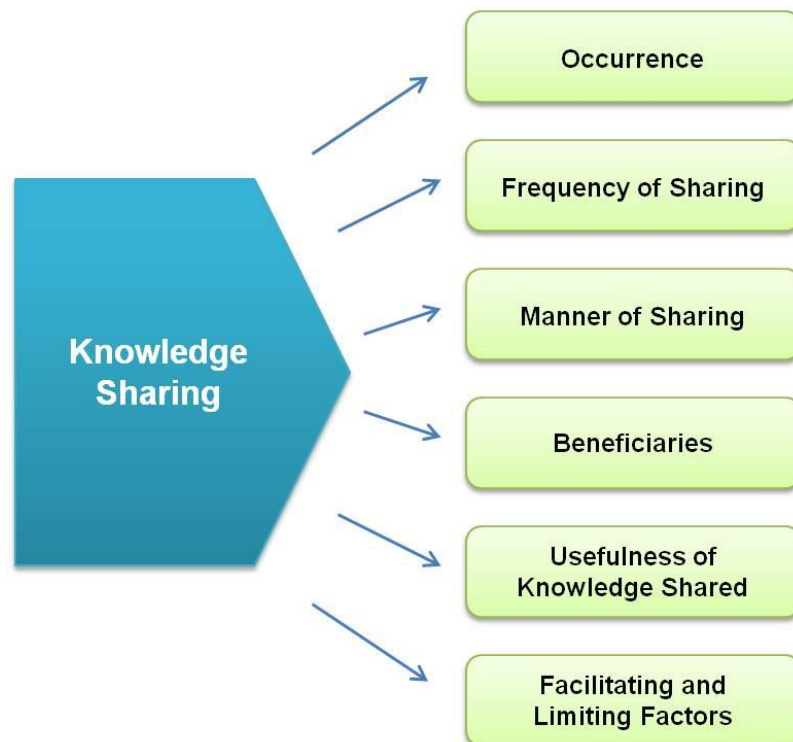 Occurrence
Frequency of Sharing
Manner of Sharing
Knowledge
Sharing
Beneficiaries
Usefulness of
Knowledge Shared
Facilitating and
Limiting Factors